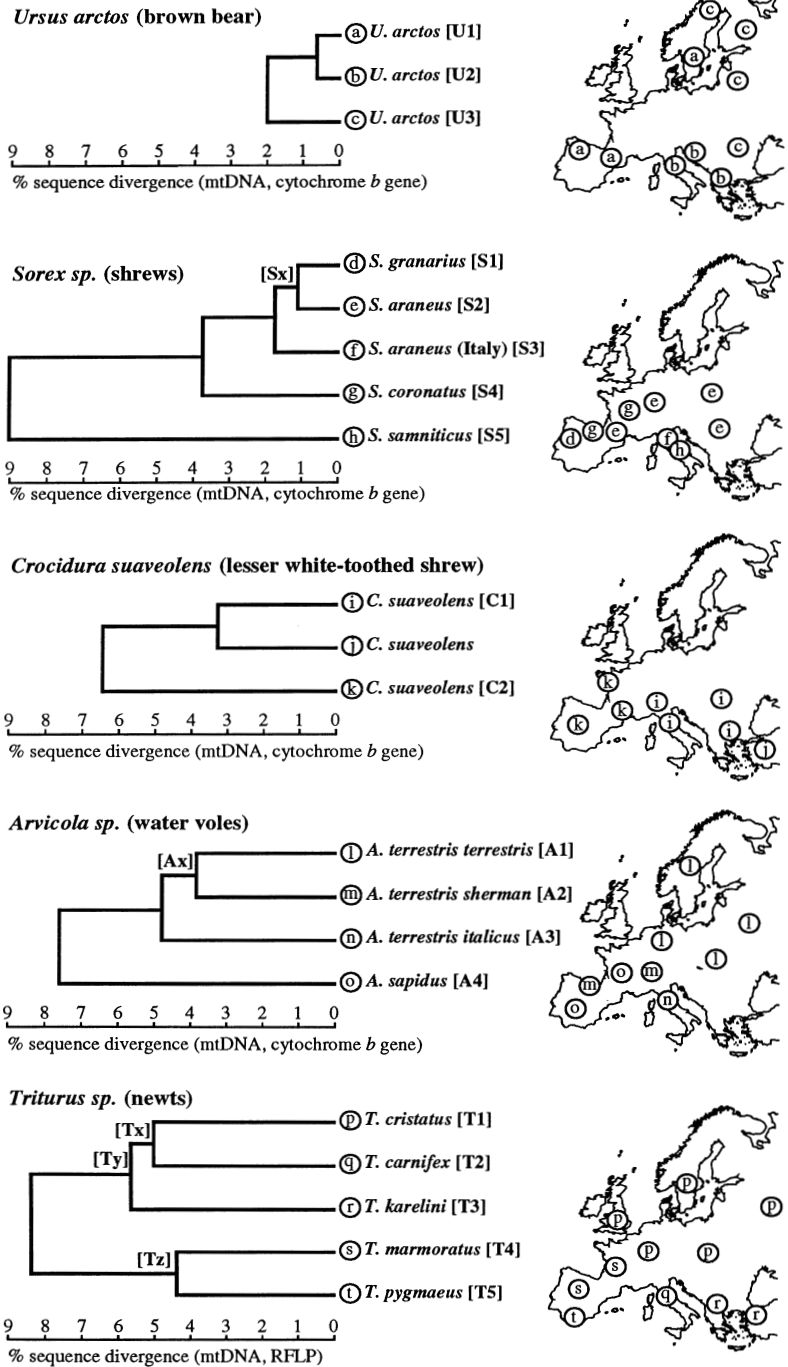 Ursus arctos (brown bear)
a U. arctos [U1]
b U. arctos [U2]
c U. arctos [U3]
9 8 7 6 5 4 3 2 1 0
% sequence divergence (mtDNA, cytochrome b gene)
c
c
a
c
a
a
b
b
c
b
Sorex sp. (shrews)
[Sx]
d S. granarius [S1]
e S. araneus [S2]
f S. araneus (Italy) [S3]
g S. coronatus [S4]
h S. samniticus [S5]
9 8 7 6 5 4 3 2 1 0
% sequence divergence (mtDNA, cytochrome b gene)
e
e
g
d
g
e
f
e
h
Crocidura suaveolens (lesser white-toothed shrew)
i C. suaveolens [C1]
j C. suaveolens
k C. suaveolens [C2]
9 8 7 6 5 4 3 2 1 0
% sequence divergence (mtDNA, cytochrome b gene)
k
k
k
i
i
i
i
j
Arvicola sp. (water voles)
[Ax]
l A. terrestris terrestris [A1]
m A. terrestris sherman [A2]
n A. terrestris italicus [A3]
o A. sapidus [A4]
9 8 7 6 5 4 3 2 1 0
% sequence divergence (mtDNA, cytochrome b gene)
l
l
l
l
m
o
m
o
n
Triturus sp. (newts)
[Tx]
[Ty]
[Tz]
p T. cristatus [T1]
q T. carnifex [T2]
r T. karelini [T3]
s T. marmoratus [T4]
t T. pygmaeus [T5]
9 8 7 6 5 4 3 2 1 0
% sequence divergence (mtDNA, RFLP)
p
p
p
p
p
s
s
q
r
r
t